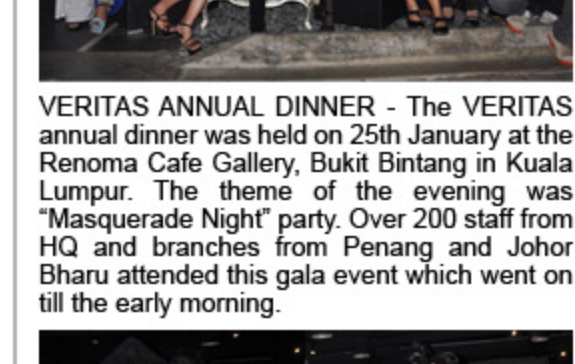 VERITAS ANNUAL DINNER - The VERITAS
annual dinner was held on 25th January at the
Renoma Cafe Gallery, Bukit Bintang in Kuala
Lumpur. The theme of the evening was
“Masquerade Night” party. Over 200 staff from
HQ and branches from Penang and Johor
Bharu attended this gala event which went on
till the early morning.